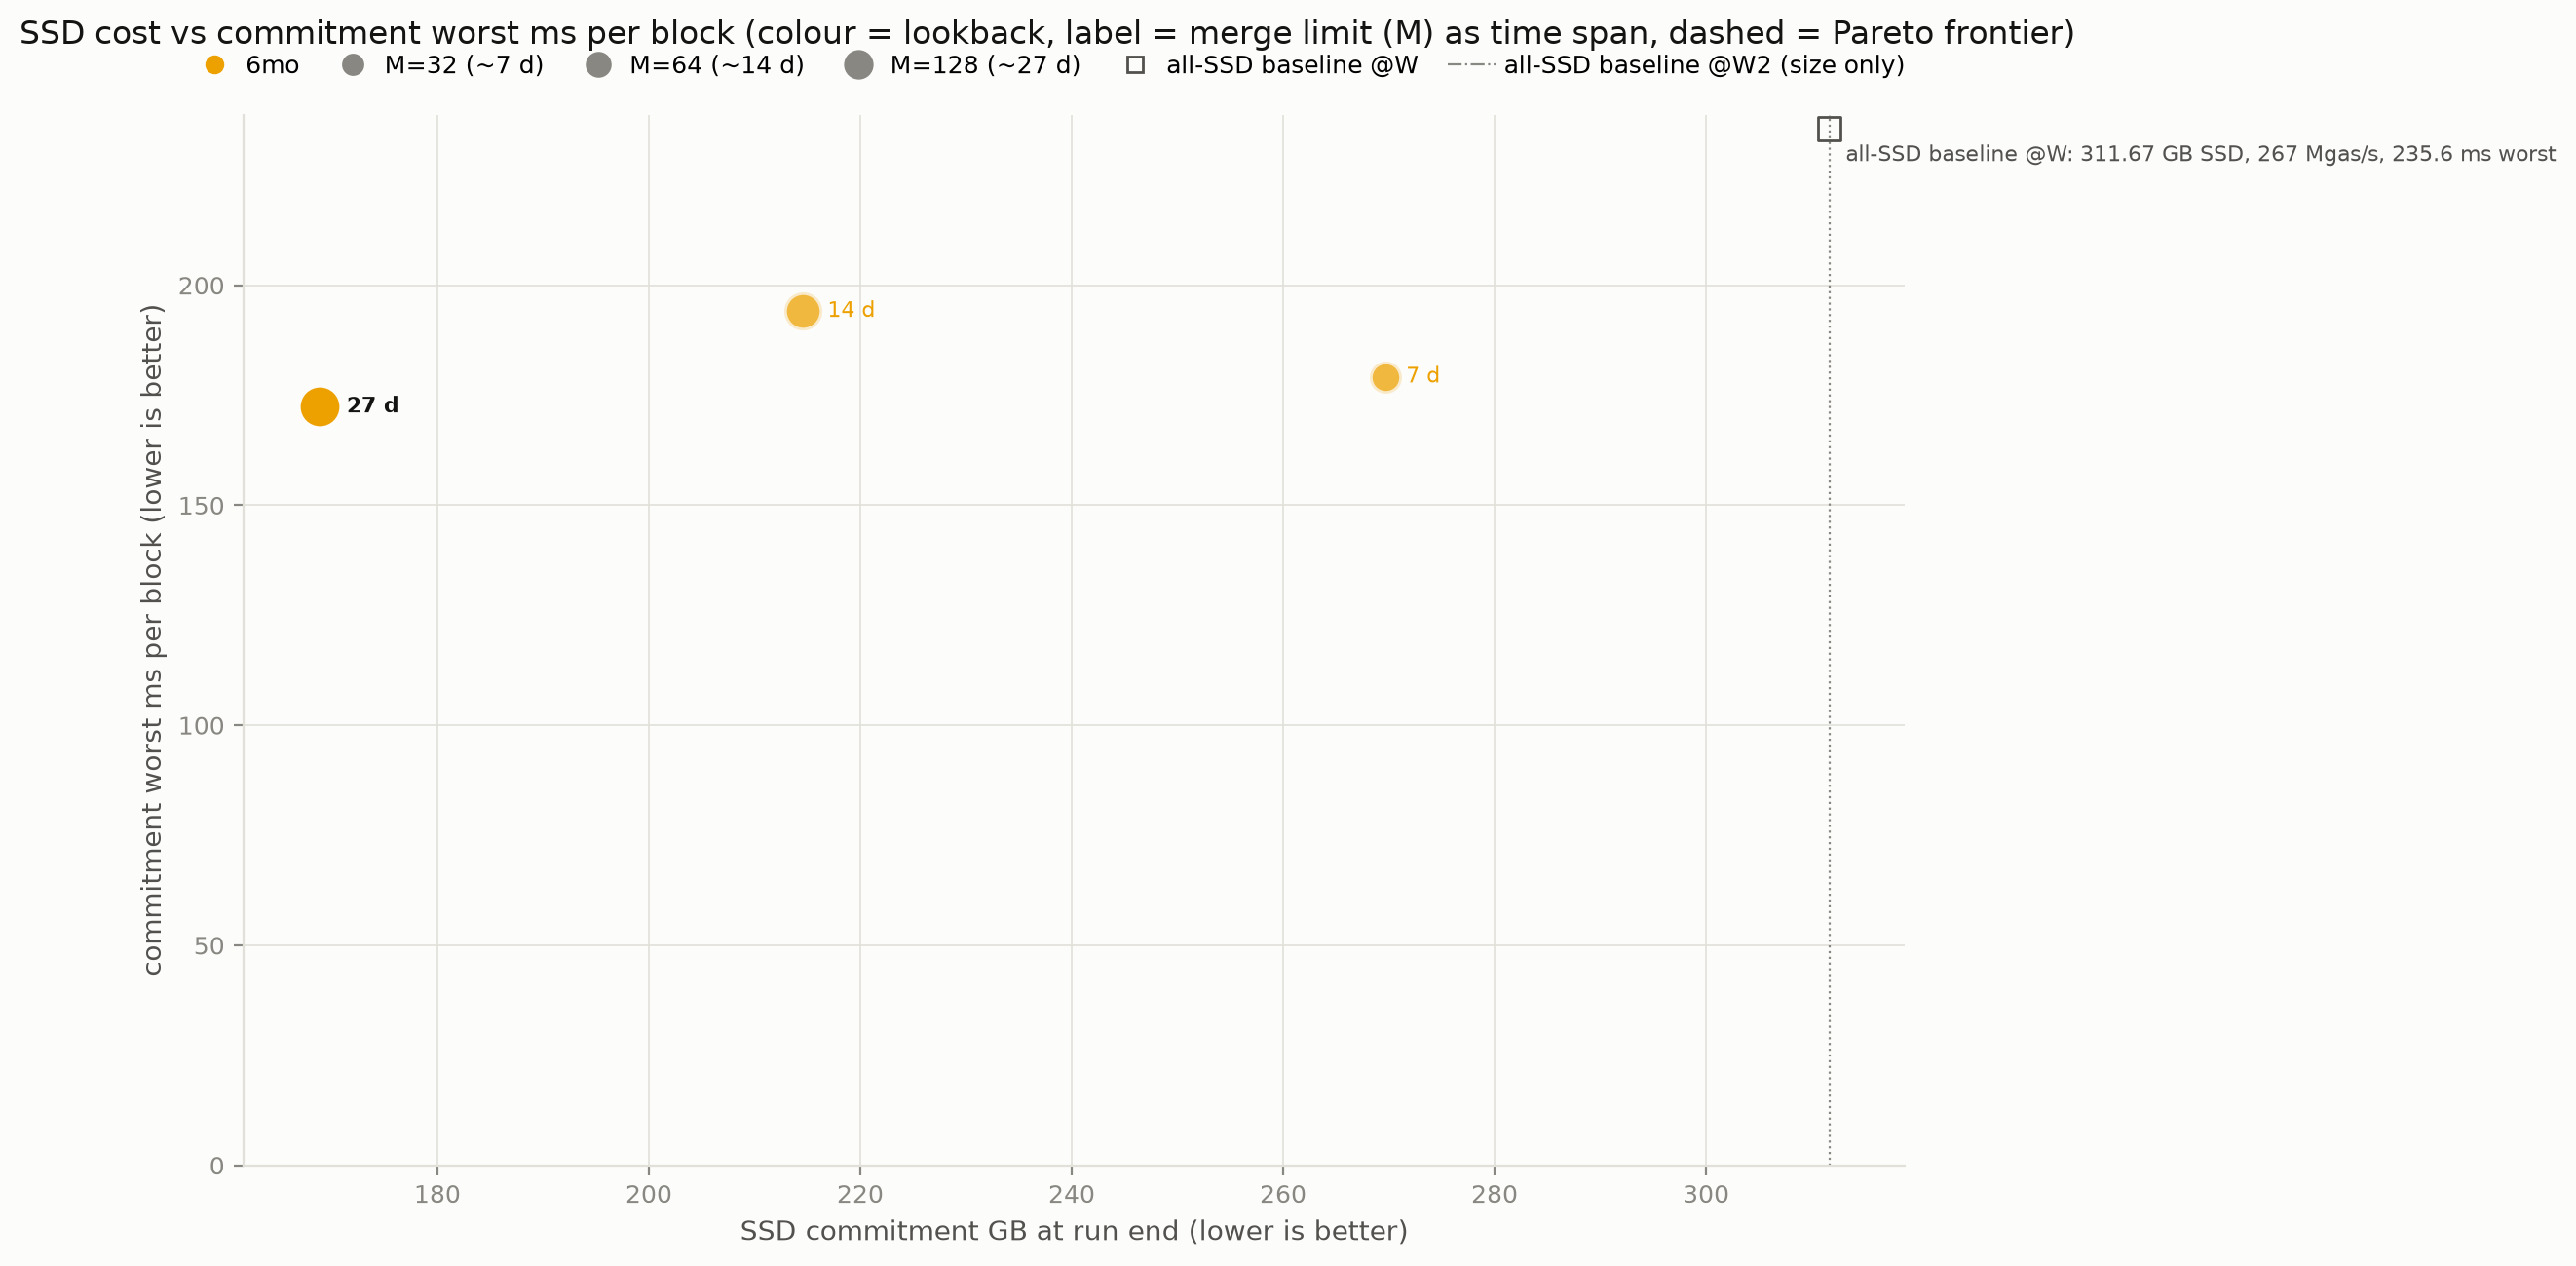 SSD cost vs commitment worst ms per block (colour = lookback, label = merge limit (M) as time span, dashed = Pareto frontier)
6mo M=32 (~7 d) M=64 (~14 d) M=128 (~27 d) all-SSD baseline @W all-SSD baseline @W2 (size only)
all-SSD baseline @W: 311.67 GB SSD, 267 Mgas/s, 235.6 ms worst
commitment worst ms per block (lower is better)
200
150
100
50
0
14 d
7 d
27 d
180 200 220 240 260 280 300
SSD commitment GB at run end (lower is better)